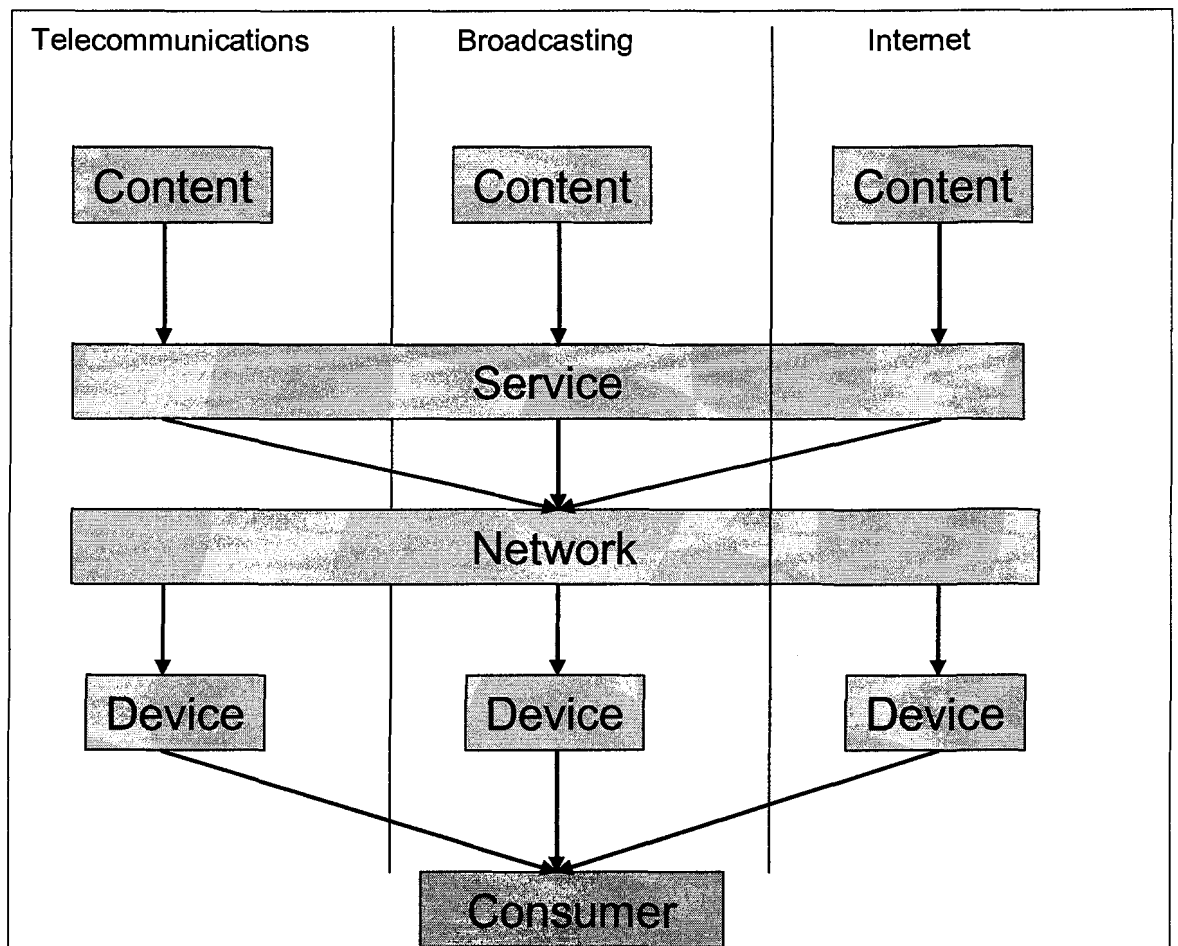 Telecommunications Broadcasting Internet
Content Content Content
Service
Network
Device Device Device
Consumer